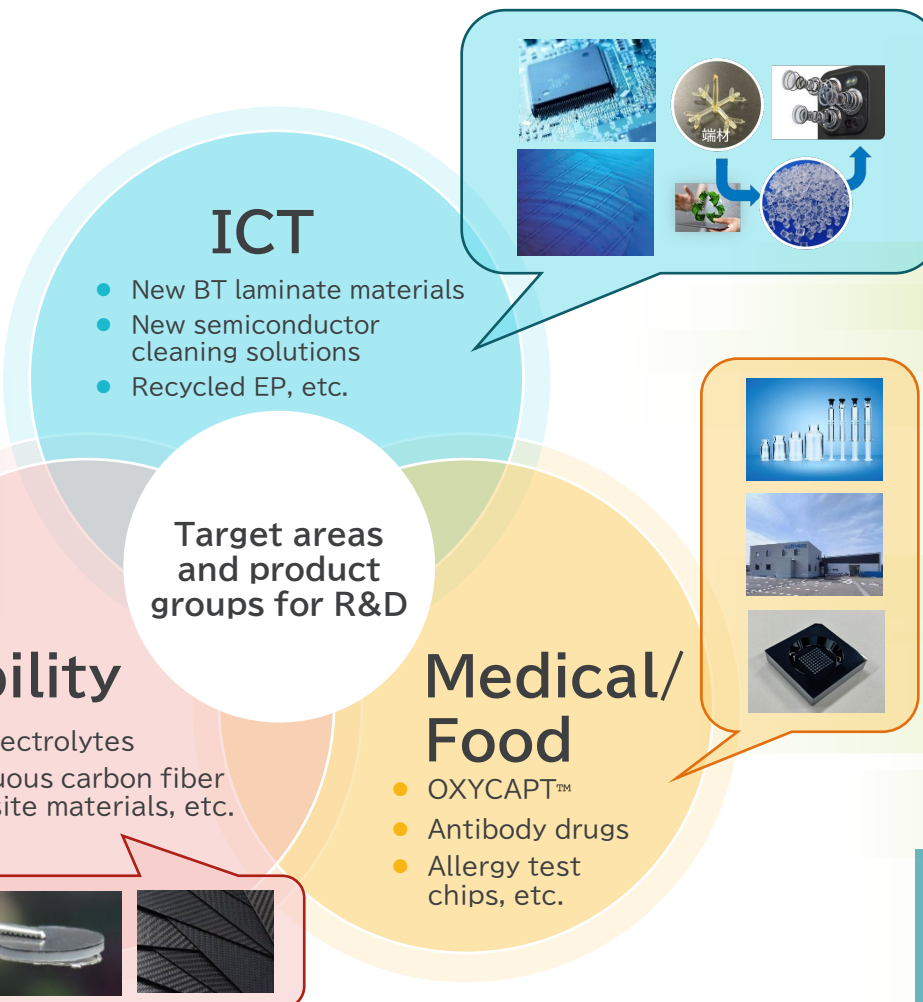 端材
ICT
New BT laminate materials
New semiconductor
cleaning solutions
Recycled EP, etc.
Target areas
and product
groups for R&D
bility
ectrolytes
uous carbon fiber
site materials, etc.
Medical/
Food
OXYCAPT™
Antibody drugs
Allergy test
chips, etc.